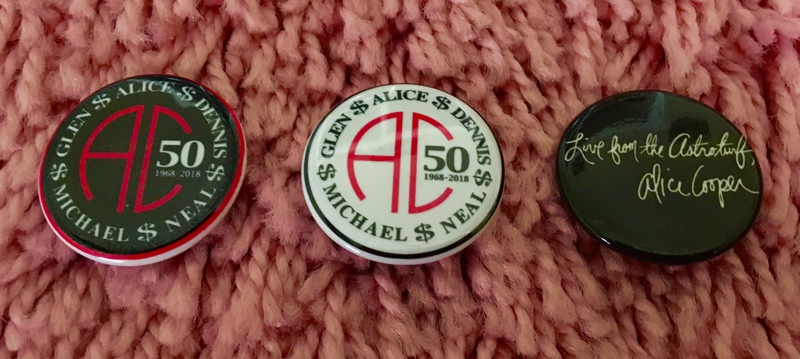 GLEN $ ALICE $ DENNIS $ NEAL $ MICHAEL $
AC
50
1968-2018
GLEN $ ALICE $ DENNIS $ NEAL $ MICHAEL $
AC
50
1968-2018
Live from the Astroturf,
Alice Cooper